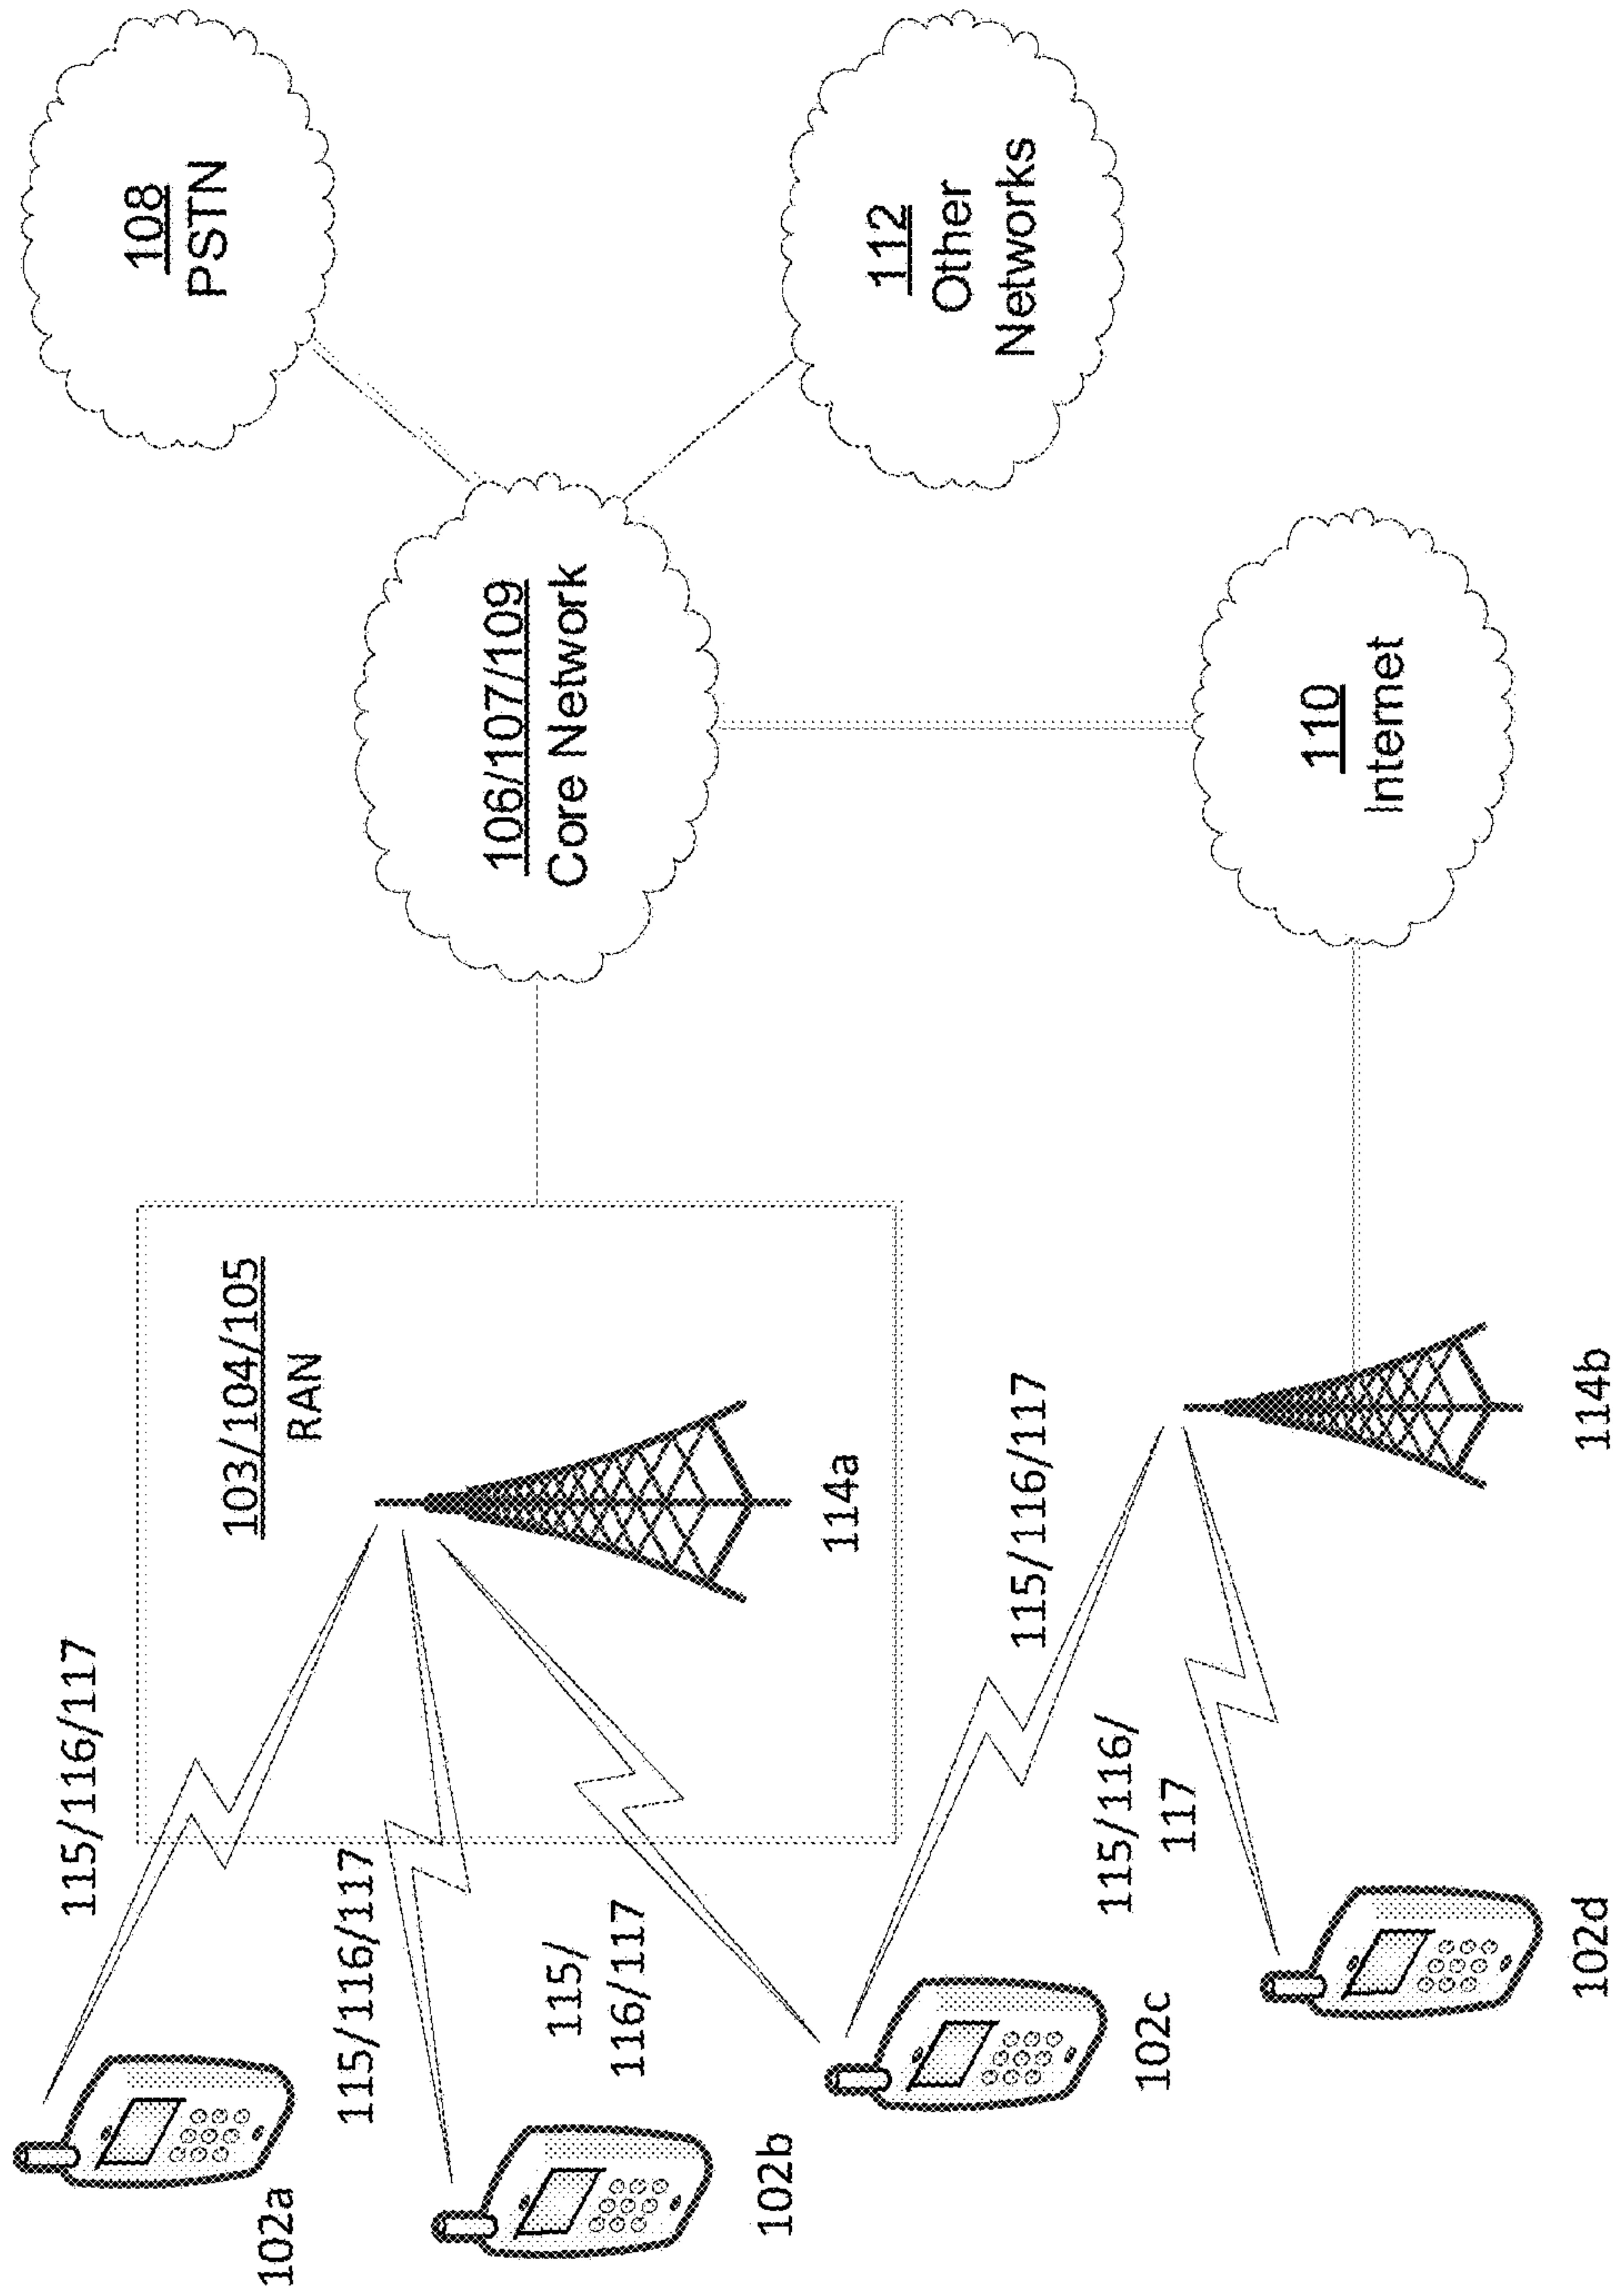 115/116/117
103/104/105
RAN
108
PSTN
102a
115/116/117
106/107/109
Core Network
114a
115/
116/117
112
Other
Networks
102b
115/116/117
102c
115/116/
117
110
Internet
114b
102d